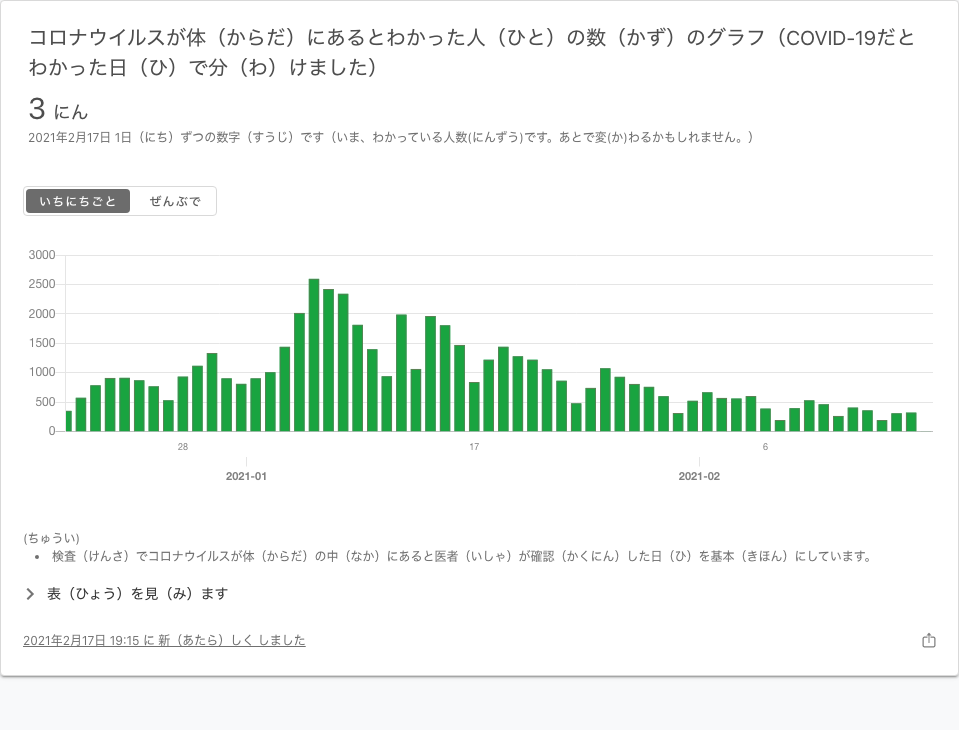 コロナウイルスが体（からだ）にあるとわかった人（ひと）の数（かず）のグラフ（COVID-19だと
わかった日（ひ）で分（わ）けました）
3 にん
2021年2月17日 1日（にち）ずつの数字（すうじ）です（いま、わかっている人数(にんずう)です。あとで変(か)わるかもしれません。）
いちにちごと ぜんぶで
3000
2500
2000
1500
1000
500
0
28 17 6
2021-01 2021-02
(ちゅうい)
• 検査（けんさ）でコロナウイルスが体（からだ）の中（なか）にあると医者（いしゃ）が確認（かくにん）した日（ひ）を基本（きほん）にしています。
表（ひょう）を見（み）ます
2021年2月17日 19:15 に 新（あたら）しく しました